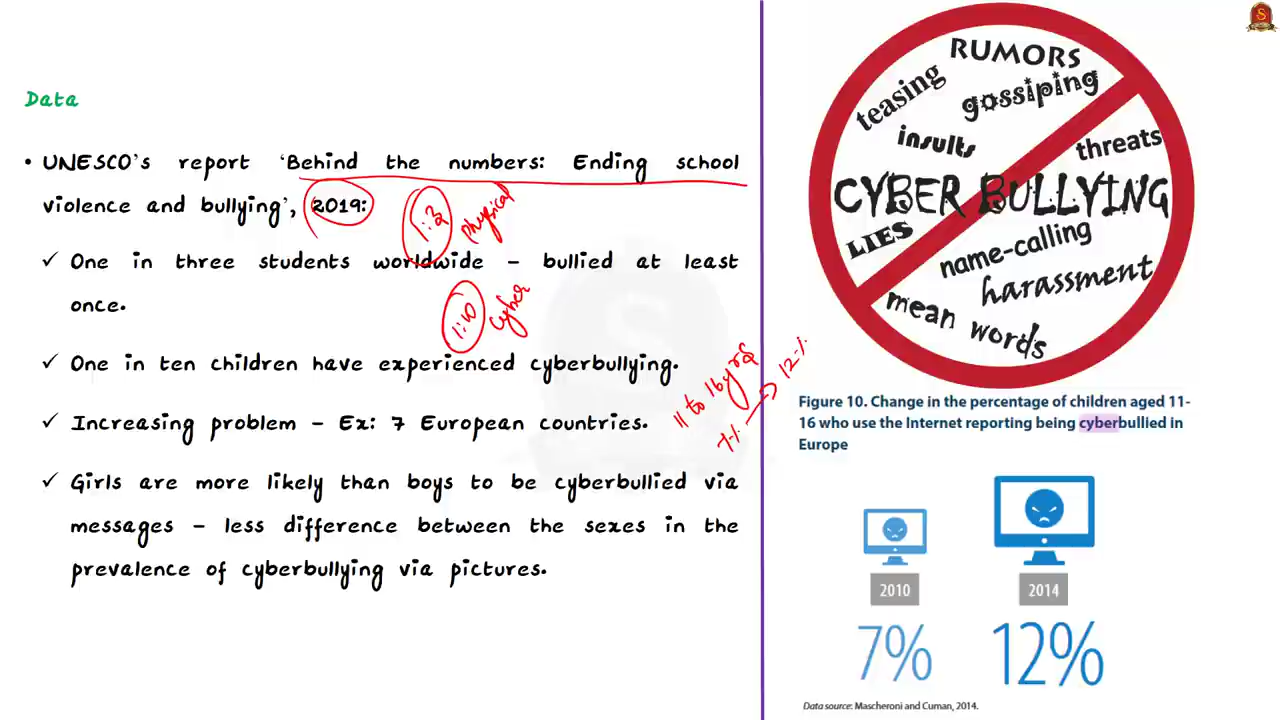 Data
• UNESCO's report 'Behind the numbers: Ending school
violence and bullying', 2019:
1:3 physical
✓ One in three students worldwide – bullied at least
once.
1:10 cyber
✓ One in ten children have experienced cyberbullying.
11 to 16 yrs
7% → 12%
✓ Increasing problem – Ex: 7 European countries.
✓ Girls are more likely than boys to be cyberbullied via
messages – less difference between the sexes in the
prevalence of cyberbullying via pictures.
RUMORS
teasing
gossiping
insults
threats
CYBER BULLYING
LIES
name-calling
harassment
mean words
Figure 10. Change in the percentage of children aged 11-
16 who use the Internet reporting being cyberbullied in
Europe
2010 2014
7% 12%
Data source: Mascheroni and Cuman, 2014.
S